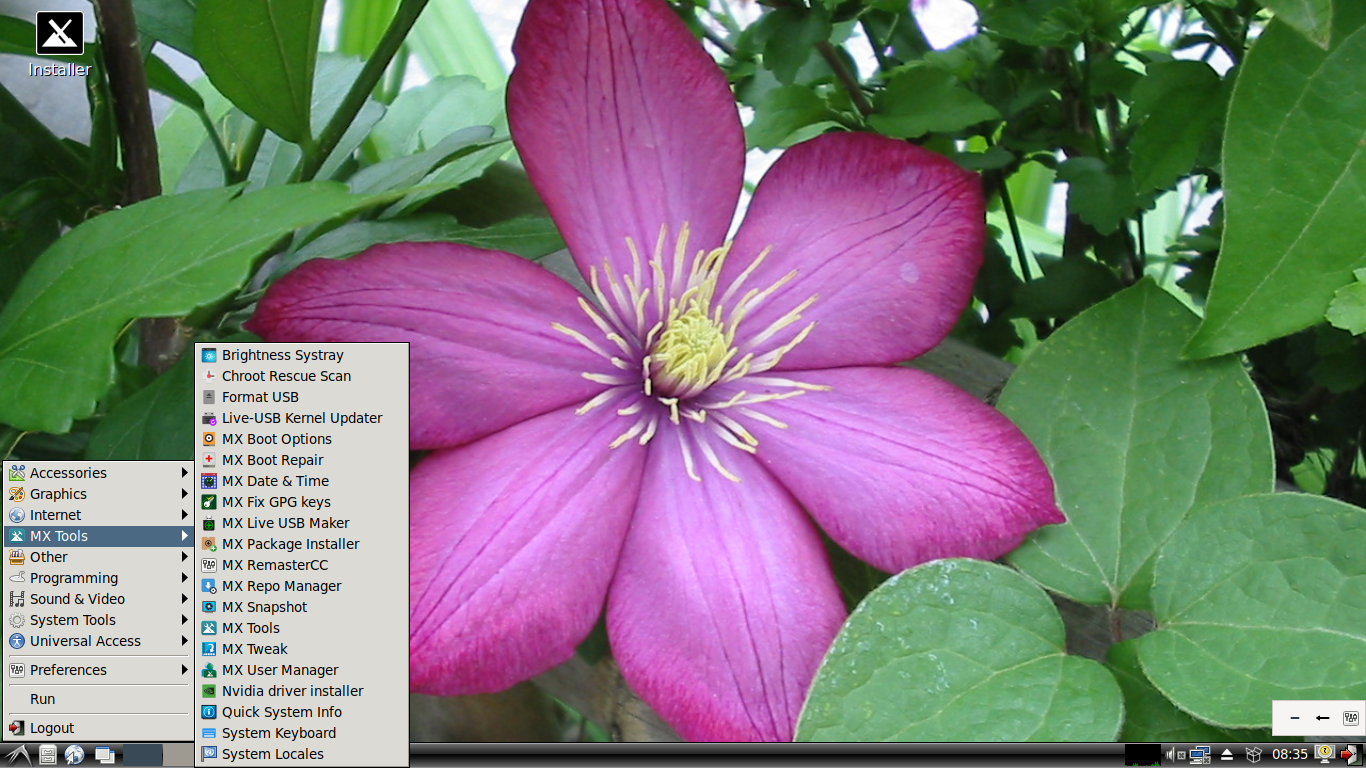 Installer
Brightness Systray
Chroot Rescue Scan
Format USB
Live-USB Kernel Updater
MX Boot Options
MX Boot Repair
MX Date & Time
MX Fix GPG keys
MX Live USB Maker
MX Package Installer
MX RemasterCC
MX Repo Manager
MX Snapshot
MX Tools
MX Tweak
MX User Manager
Nvidia driver installer
Quick System Info
System Keyboard
System Locales
Accessories
Graphics
Internet
MX Tools
Other
Programming
Sound & Video
System Tools
Universal Access
Preferences
Run
Logout
08:35